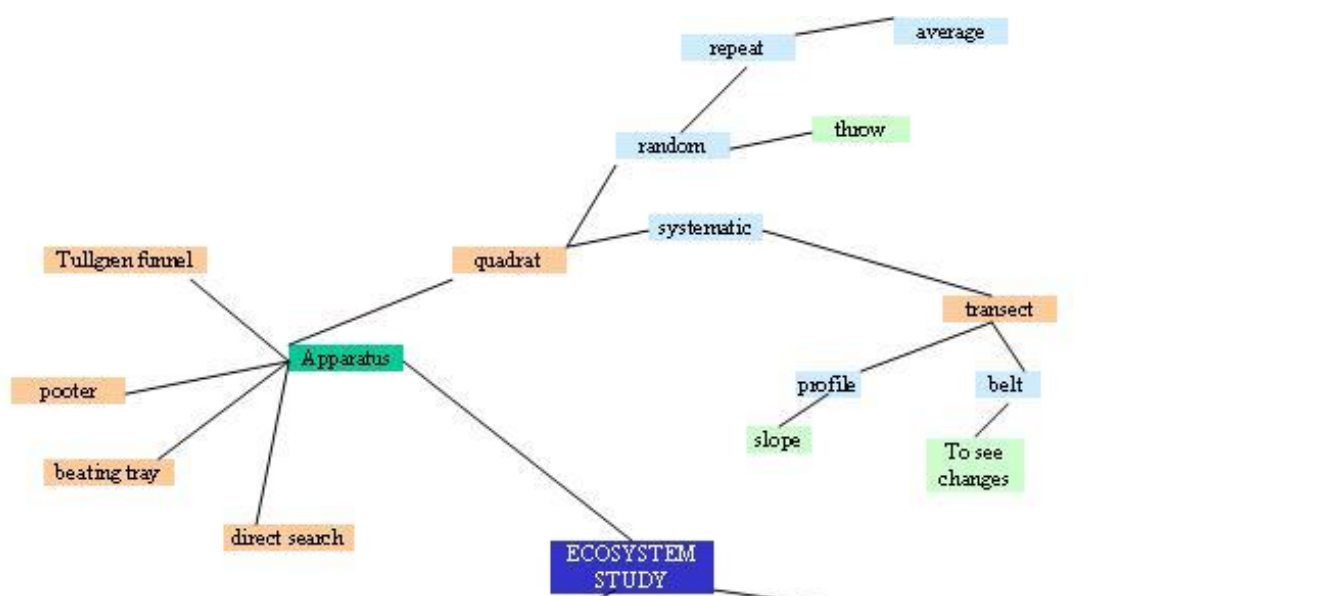 average
repeat
throw
random
systematic
Tullgren funnel
quadrat
transect
Apparatus
pooter
profile
belt
slope
To see
changes
beating tray
direct search
ECOSYSTEM
STUDY